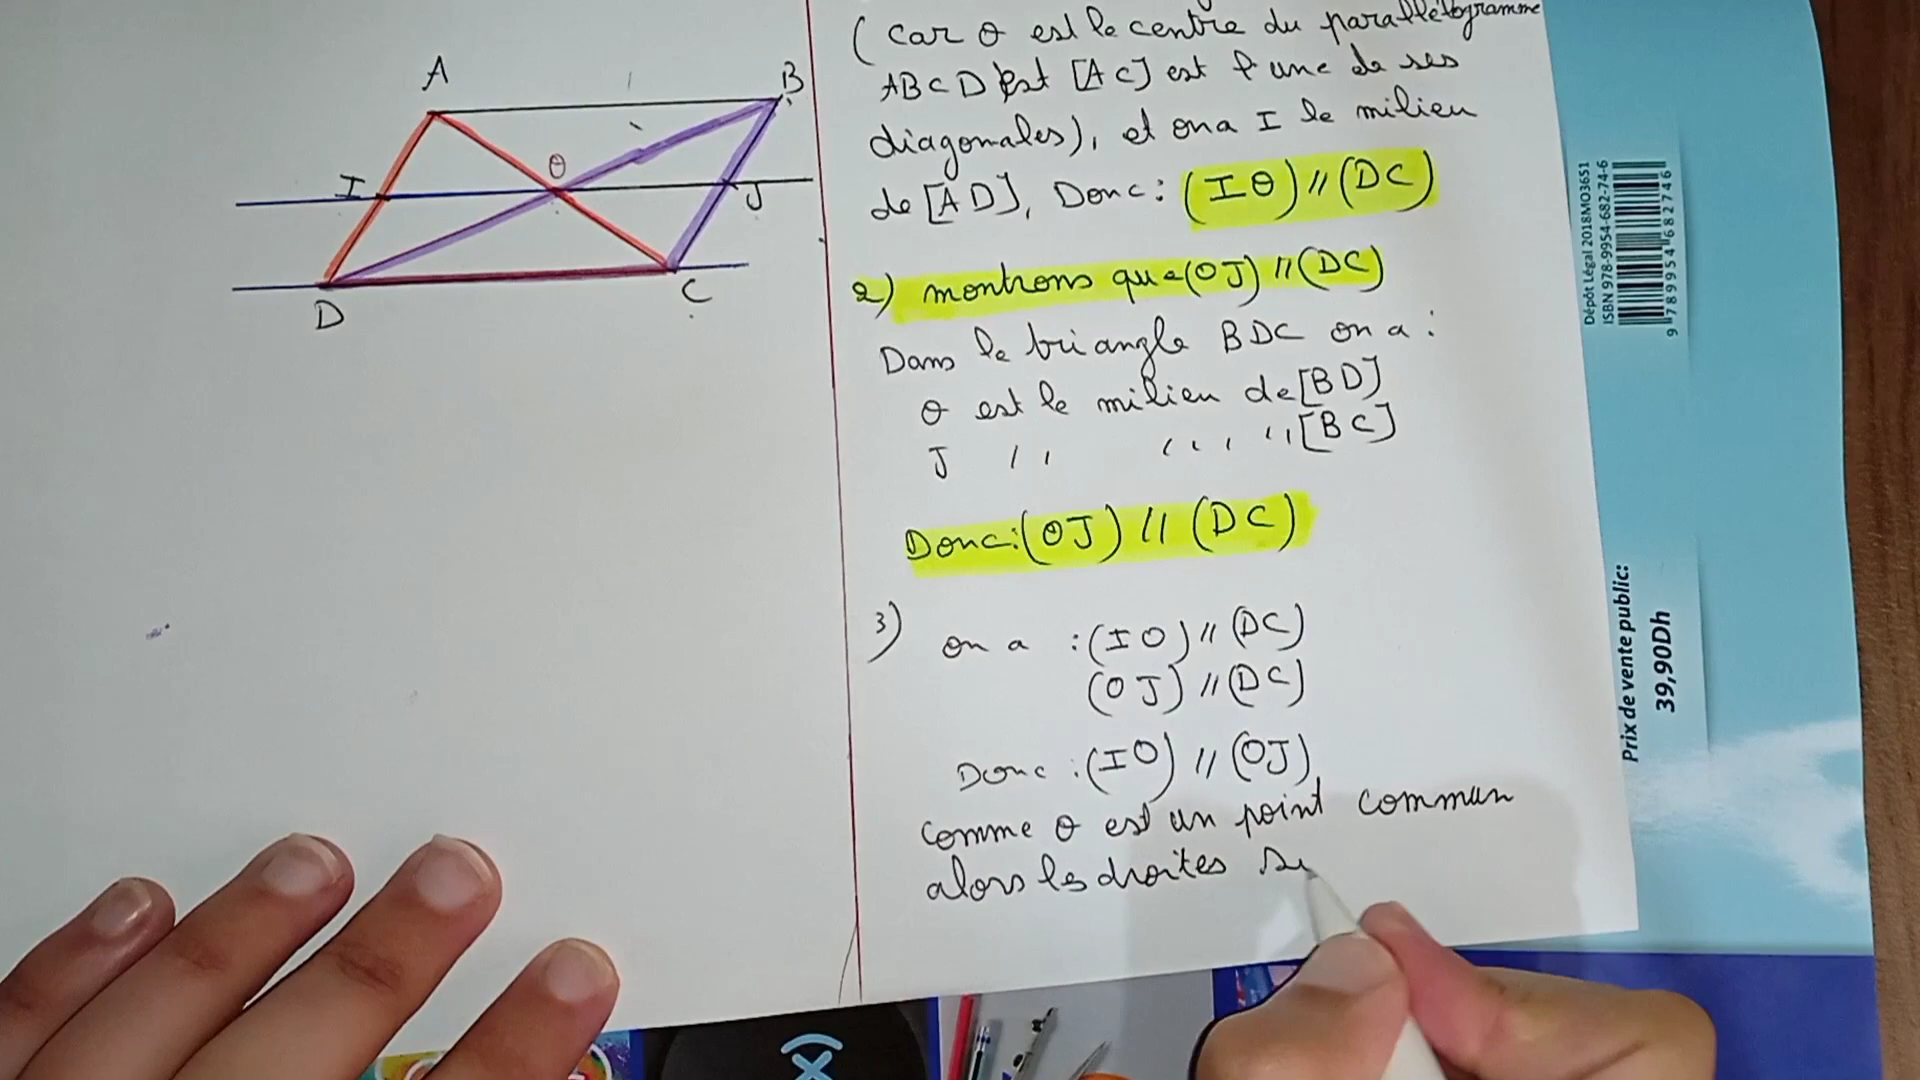 A
B
I
O
J
D
C
(car O est le centre du parallélogramme
ABCD est [AC] est l'une de ses
diagonales), et on a I le milieu
de [AD], Donc: (IO) // (DC)
2) montrons que (OJ) // (DC)
Dans le triangle BDC on a :
O est le milieu de [BD]
J ,, ,, ,, [BC]
Donc: (OJ) // (DC)
3) on a : (IO) // (DC)
(OJ) // (DC)
Donc : (IO) // (OJ),
comme O est un point commun
alors les droites
Dépôt Légal 2018MO3651
ISBN 978-9954-682-74-6
9 789954 682746
Prix de vente public:
39,90Dh